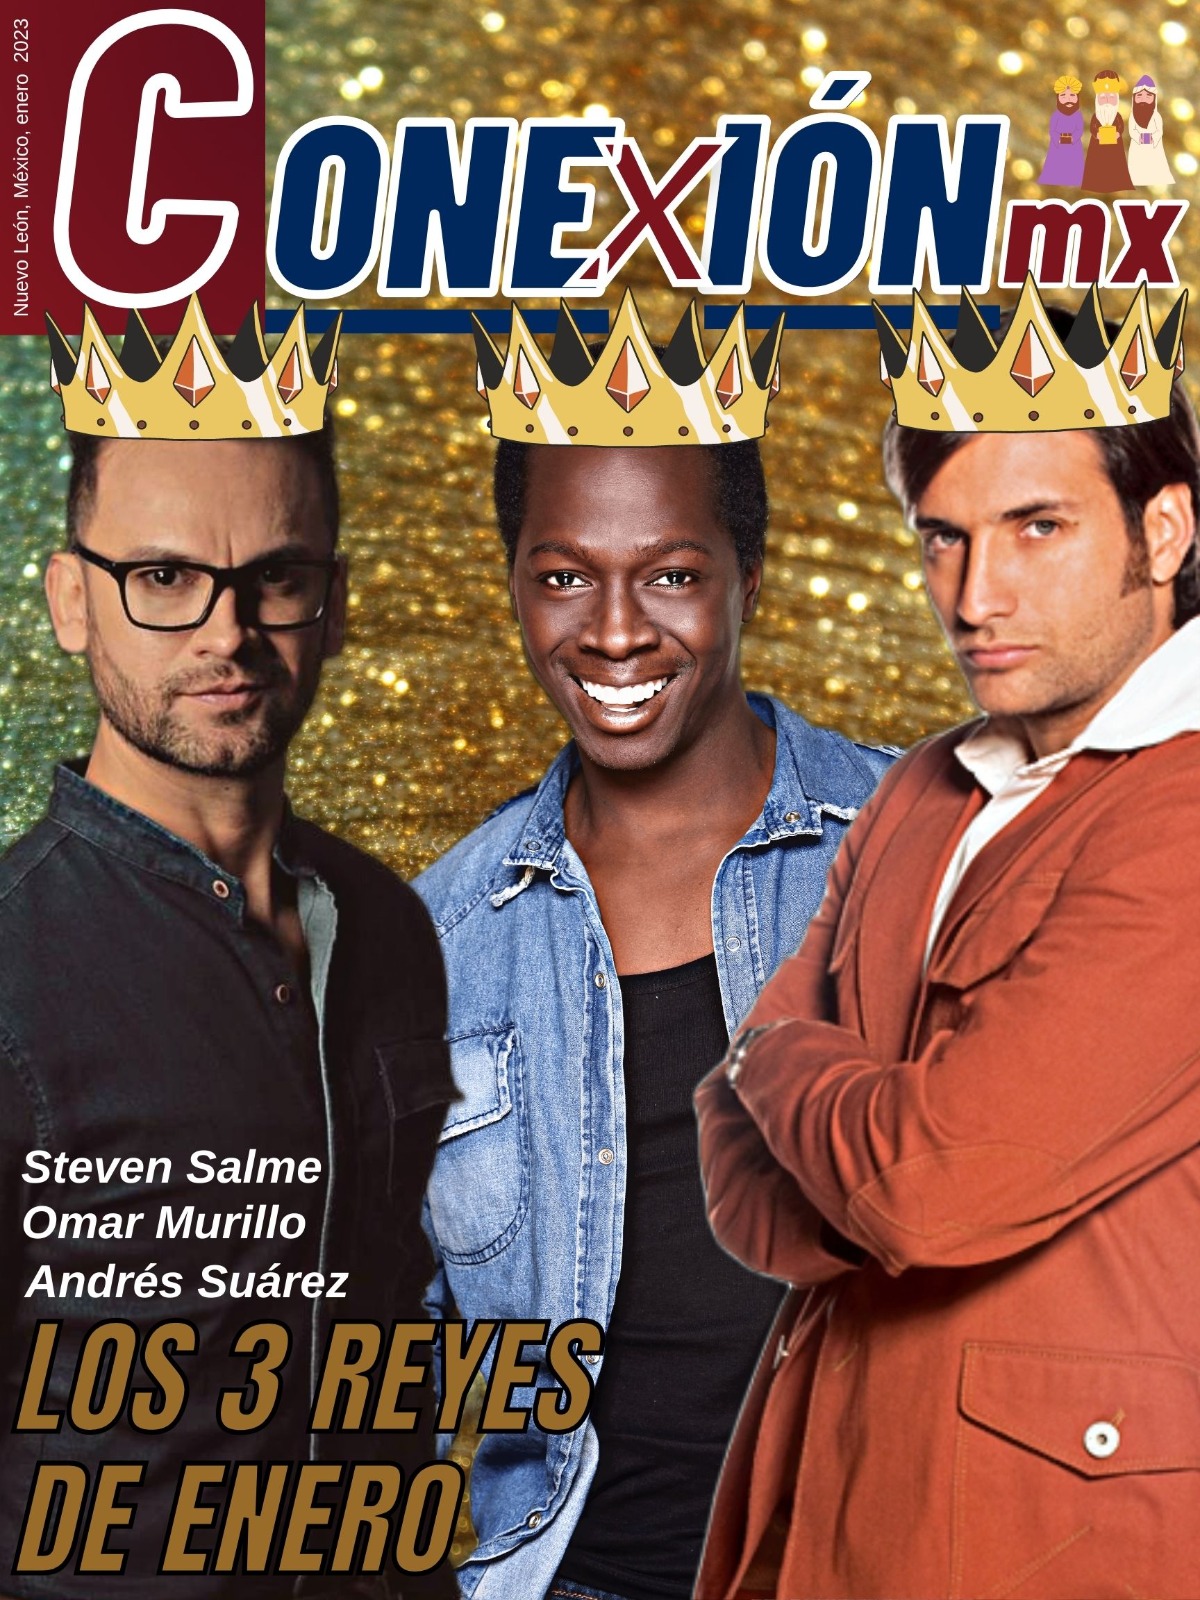 Nuevo León, México, enero 2023
CONEXIÓN
mx
Steven Salme
Omar Murillo
Andrés Suárez
LOS 3 REYES
DE ENERO